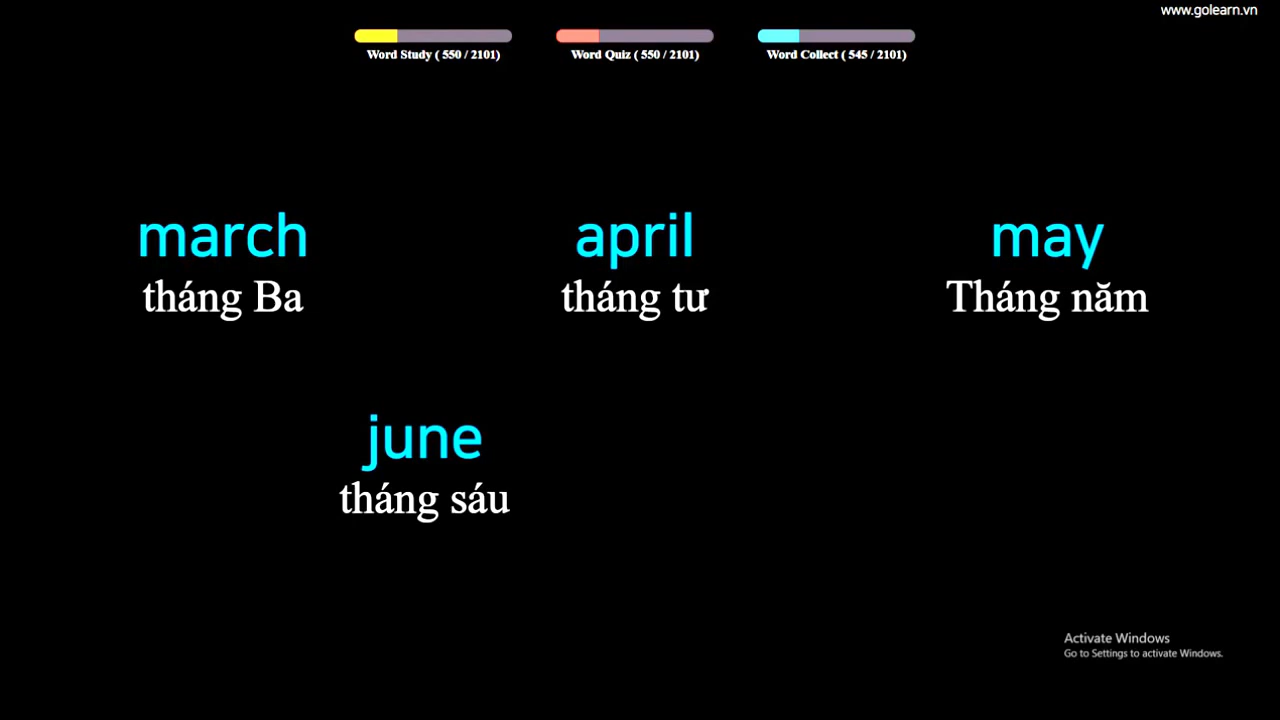 www.golearn.vn
Word Study ( 550 / 2101)
Word Quiz ( 550 / 2101)
Word Collect ( 545 / 2101)
march
tháng Ba
april
tháng tư
may
Tháng năm
june
tháng sáu
Activate Windows
Go to Settings to activate Windows.